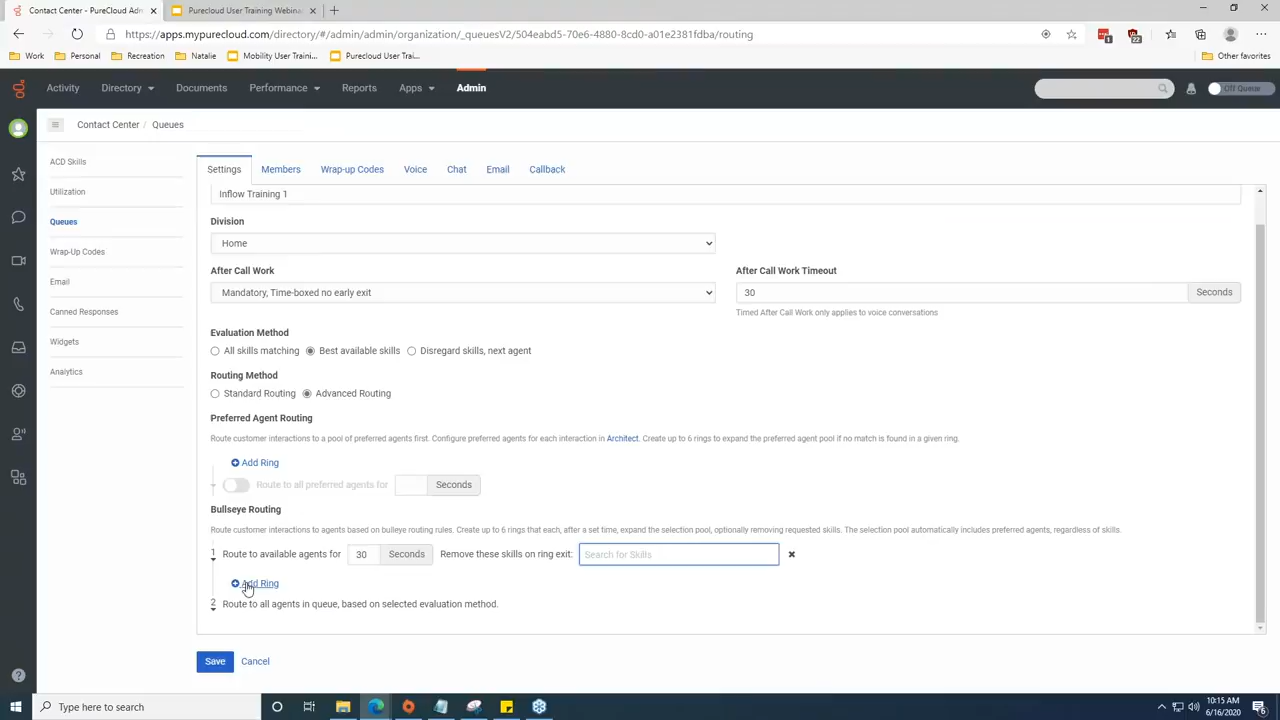 Contact Center - PureCloud Adm
Purecloud User Training Webinar
https://apps.mypurecloud.com/directory/#/admin/admin/organization/_queuesV2/504eabd5-70e6-4880-8cd0-a01e2381fdba/routing
1
22
Work
Personal
Recreation
Notable
Mobility User Traini...
Purecloud User Trai...
Other favorites
Activity
Directory
Documents
Performance
Reports
Apps
Admin
Off Queue
Contact Center / Queues
ACD Skills
Utilization
Queues
Wrap-Up Codes
Email
Canned Responses
Widgets
Analytics
Settings
Members
Wrap-up Codes
Voice
Chat
Email
Callback
Inflow Training 1
Division
Home
After Call Work
After Call Work Timeout
Mandatory, Time-boxed no early exit
30
Seconds
Timed After Call Work only applies to voice conversations
Evaluation Method
All skills matching
Best available skills
Disregard skills, next agent
Routing Method
Standard Routing
Advanced Routing
Preferred Agent Routing
Route customer interactions to a pool of preferred agents first. Configure preferred agents for each interaction in Architect. Create up to 6 rings to expand the preferred agent pool if no match is found in a given ring.
Add Ring
Route to all preferred agents for
Seconds
Bullseye Routing
Route customer interactions to agents based on bulleye routing rules. Create up to 6 rings that each, after a set time, expand the selection pool, optionally removing requested skills. The selection pool automatically includes preferred agents, regardless of skills.
1 Route to available agents for 30 Seconds Remove these skills on ring exit: Search for Skills
Add Ring
2 Route to all agents in queue, based on selected evaluation method.
Save
Cancel
Type here to search
10:15 AM
6/16/2020
6